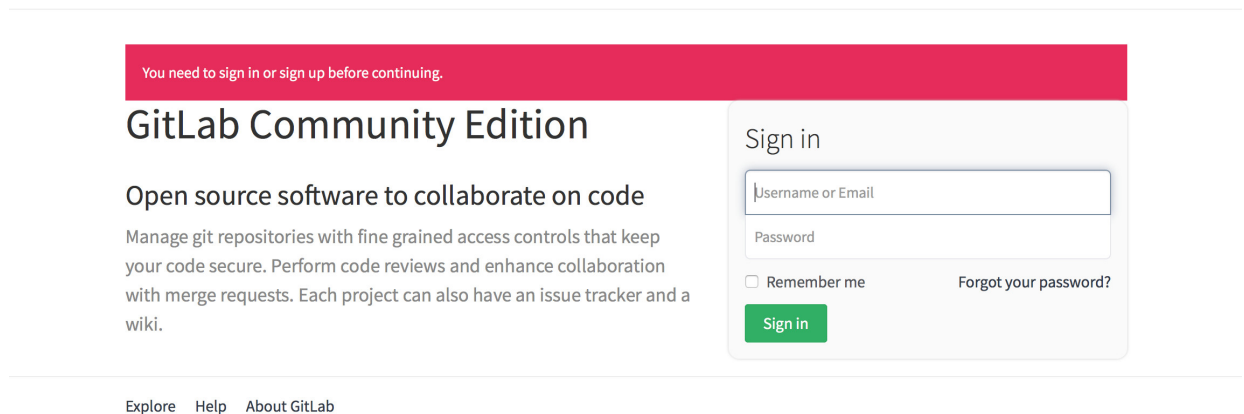 You need to sign in or sign up before continuing.
GitLab Community Edition
Open source software to collaborate on code
Manage git repositories with fine grained access controls that keep
your code secure. Perform code reviews and enhance collaboration
with merge requests. Each project can also have an issue tracker and a
wiki.
Sign in
Username or Email
Password
Remember me
Forgot your password?
Sign in
Explore
Help
About GitLab